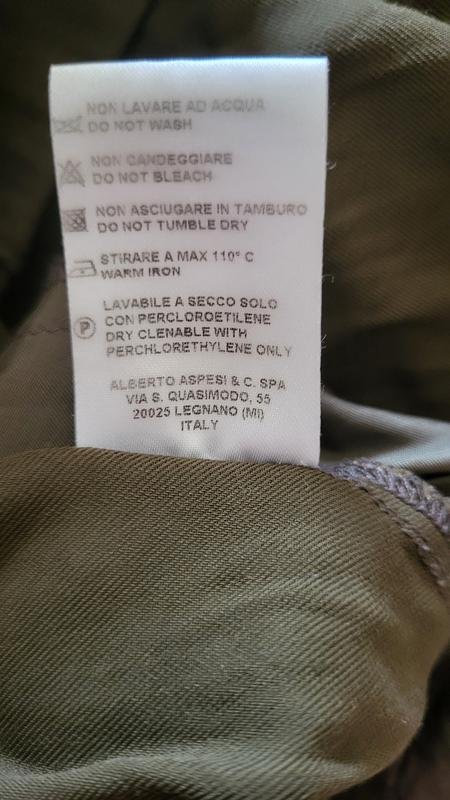 NON LAVARE AD ACQUA
DO NOT WASH
NON CANDEGGIARE
DO NOT BLEACH
NON ASCIUGARE IN TAMBURO
DO NOT TUMBLE DRY
STIRARE A MAX 110° C
WARM IRON
P
LAVABILE A SECCO SOLO
CON PERCLOROETILENE
DRY CLENABLE WITH
PERCHLORETHYLENE ONLY
ALBERTO ASPESI & C. SPA
VIA S. QUASIMODO, 55
20025 LEGNANO (MI)
ITALY